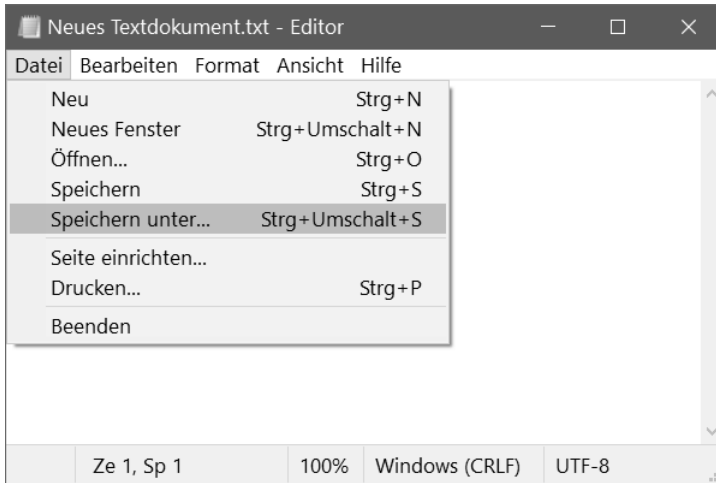 Neues Textdokument.txt - Editor
Datei Bearbeiten Format Ansicht Hilfe
Neu Strg+N
Neues Fenster Strg+Umschalt+N
Öffnen... Strg+O
Speichern Strg+S
Speichern unter... Strg+Umschalt+S
Seite einrichten...
Drucken... Strg+P
Beenden
Ze 1, Sp 1 100% Windows (CRLF) UTF-8